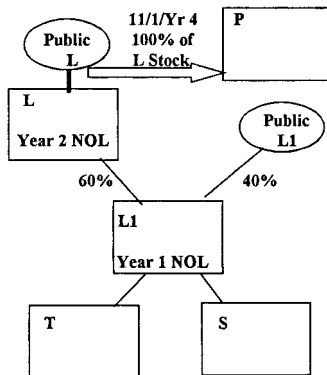 Public
L
11/1/Yr 4
100% of
L Stock
P
L
Year 2 NOL
Public
L1
60%
40%
L1
Year 1 NOL
T
S